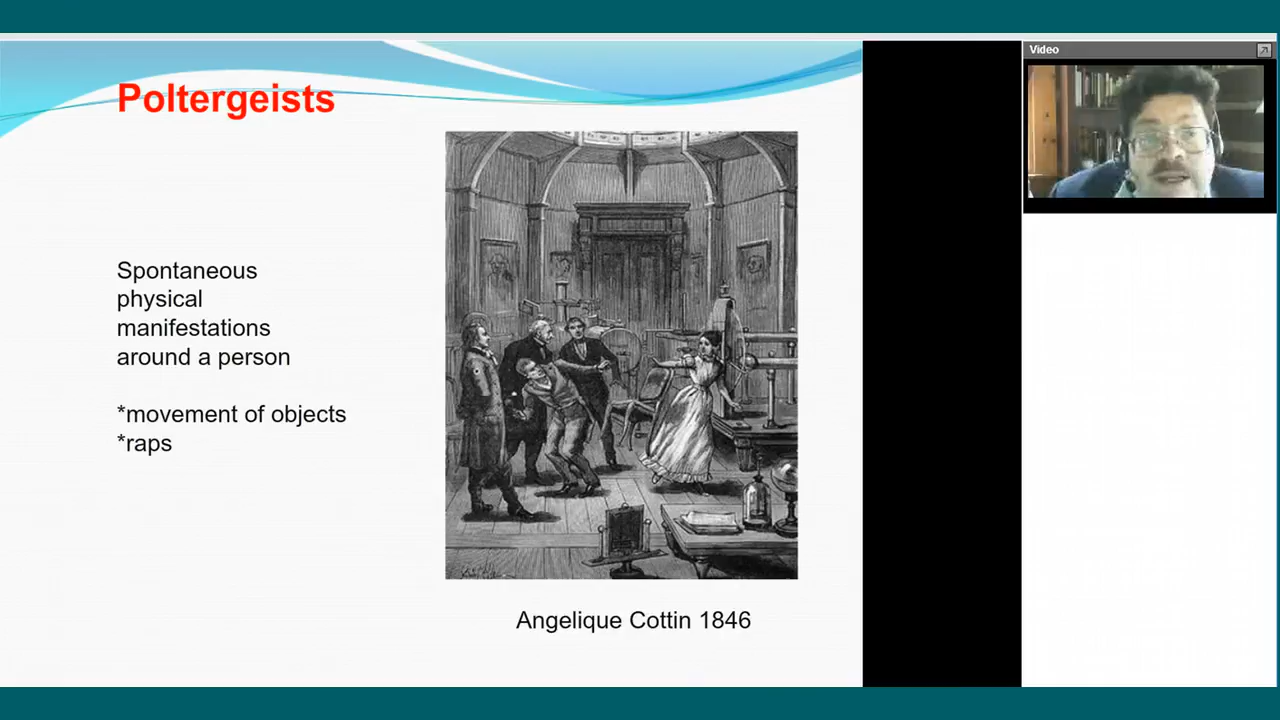 Poltergeists
Spontaneous
physical
manifestations
around a person
*movement of objects
*raps
Angelique Cottin 1846
Video